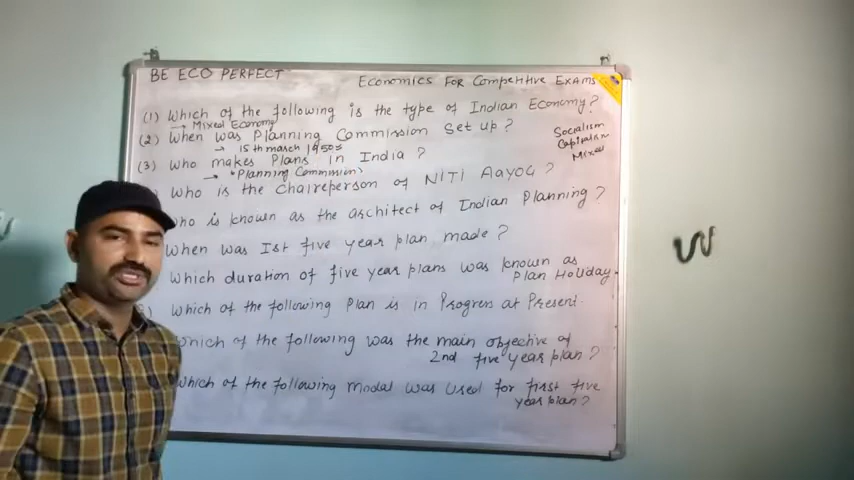 BE ECO PERFECT
Economics For Competitive Exams
(1) Which of the following is the type of Indian Economy?
→ Mixed Economy
(2) When was Planning Commission Set up?
→ 15th march 1950s
Socialism
Capitalism
Mixed
(3) Who makes Plans in India?
→ "Planning Commission"
Who is the Chaireperson of NITI Aayog?
who is known as the architect of Indian Planning?
When was Ist five year plan made?
Which duration of five year plans was known as
Plan Holiday.
Which of the following Plan is in Progress at Present.
Which of the following was the main objective of
2nd five year plan?
Which of the following modal was used for first five
year plan?